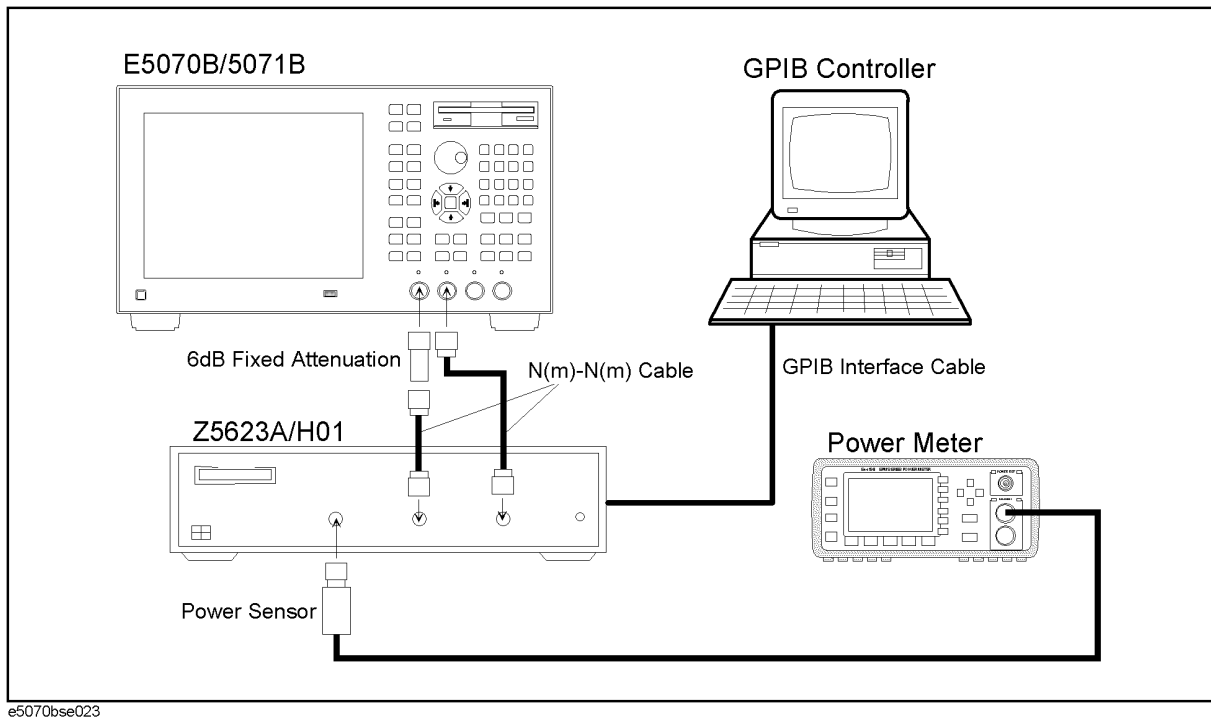 E5070B/5071B
GPIB Controller
6dB Fixed Attenuation
N(m)-N(m) Cable
GPIB Interface Cable
Z5623A/H01
Power Meter
Power Sensor
e5070bse023